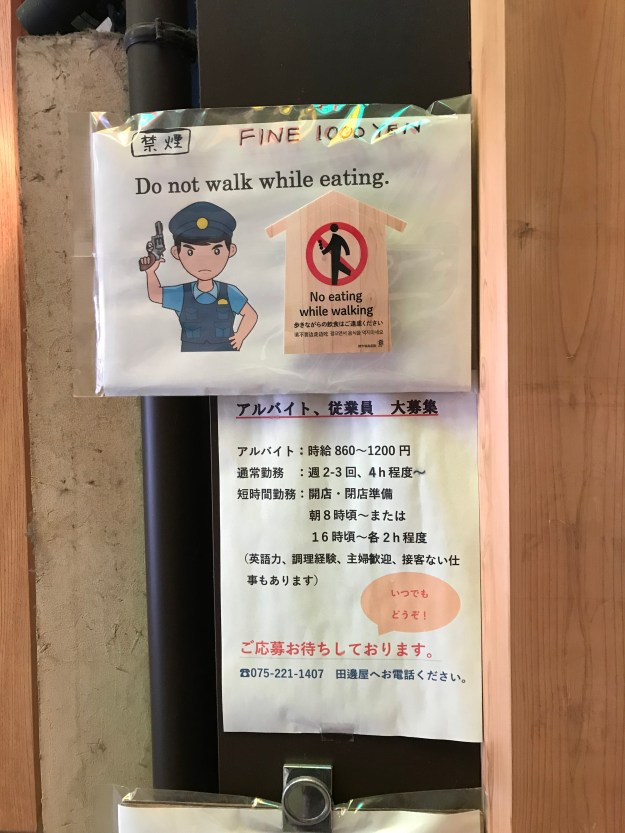 禁煙 FINE 1000 YEN
Do not walk while eating.
No eating
while walking
歩きながらの飲食はご遠慮ください
アルバイト、従業員　大募集
アルバイト：時給 860～1200 円
通常勤務　：週 2-3 回、4ｈ程度～
短時間勤務：開店・閉店準備
朝８時頃～または
１６時頃～各２ｈ程度
（英語力、調理経験、主婦歓迎、接客ない仕
事もあります）
いつでも
どうぞ！
ご応募お待ちしております。
☎075-221-1407　田邊屋へお電話ください。